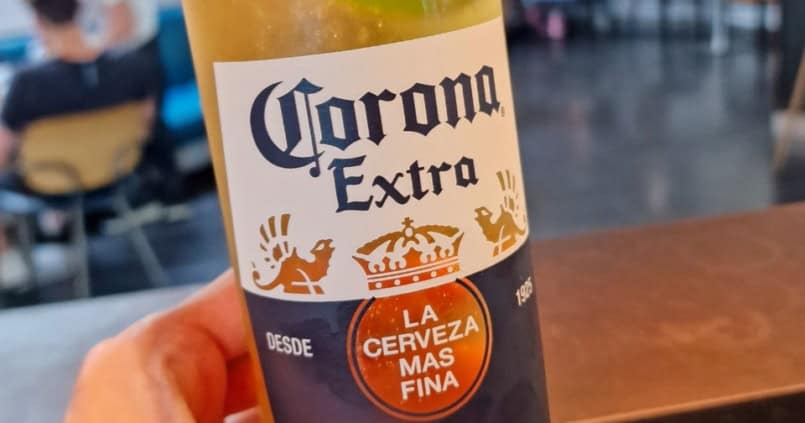 Corona
Extra
DESDE 1925
LA
CERVEZA
MAS
FINA